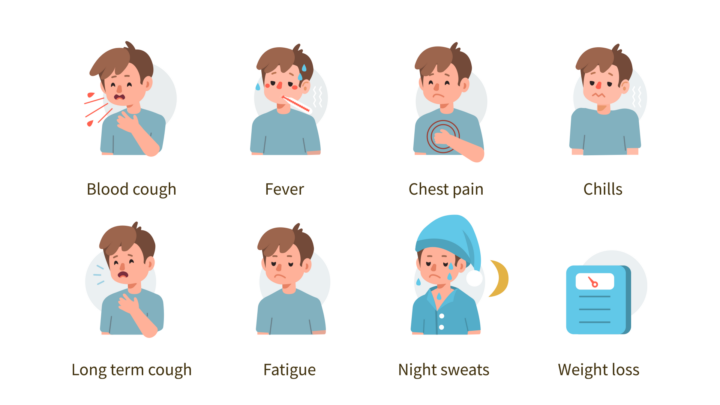 Blood cough
Fever
Chest pain
Chills
Long term cough
Fatigue
Night sweats
Weight loss